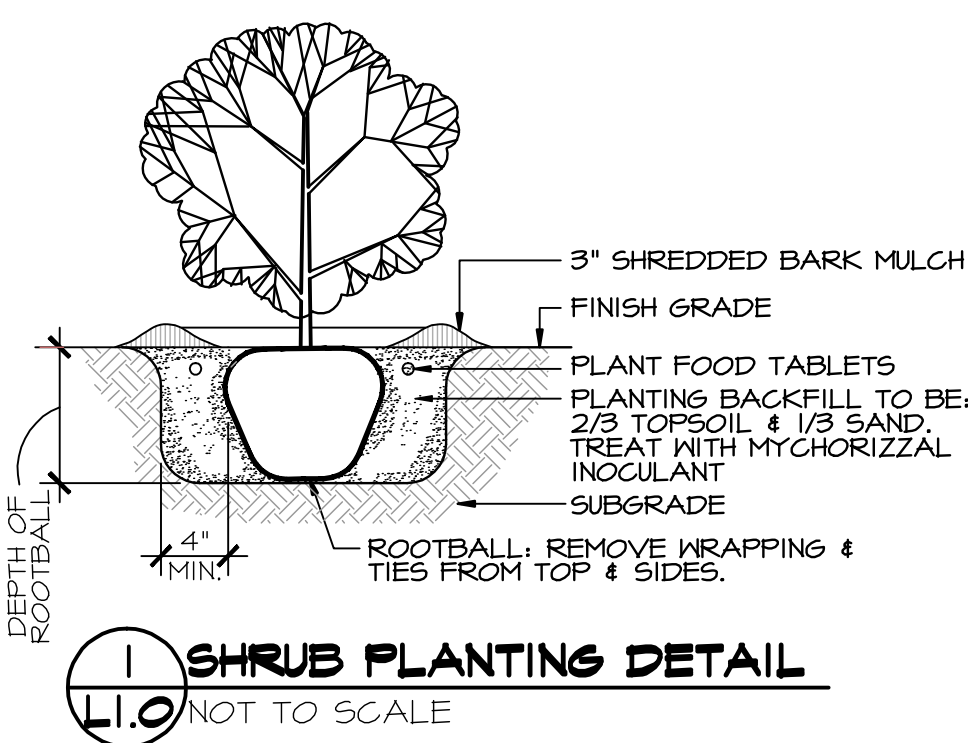 3" SHREDDED BARK MULCH
FINISH GRADE
PLANT FOOD TABLETS
PLANTING BACKFILL TO BE:
2/3 TOPSOIL & 1/3 SAND.
TREAT WITH MYCHORIZZAL
INOCULANT
SUBGRADE
ROOTBALL: REMOVE WRAPPING &
TIES FROM TOP & SIDES.
4"
MIN.
DEPTH OF
ROOTBALL
1
L1.0
SHRUB PLANTING DETAIL
NOT TO SCALE